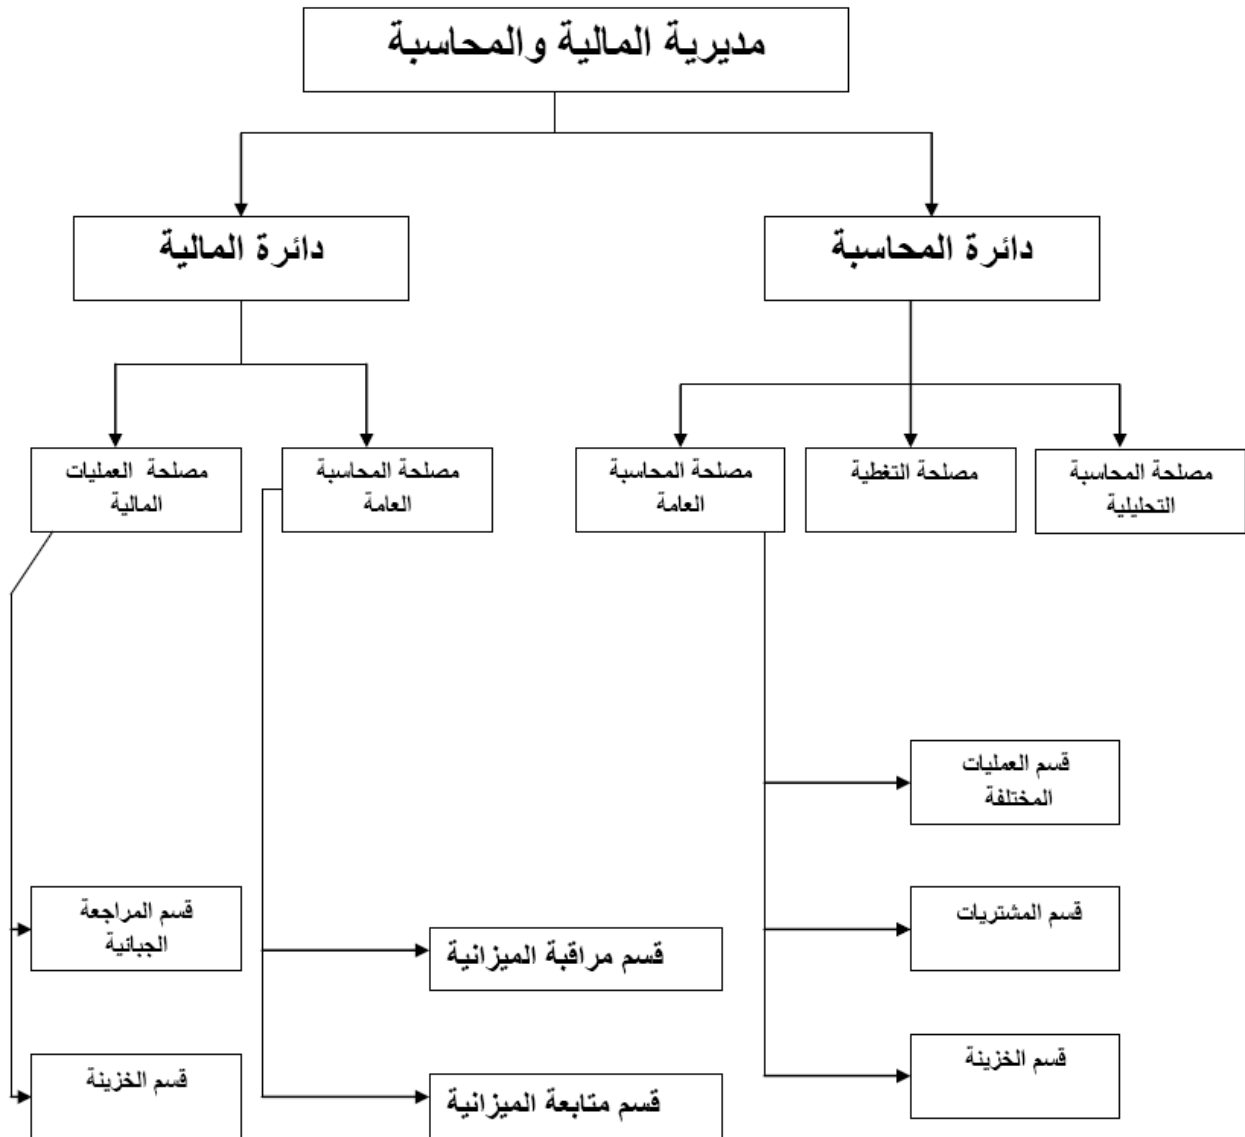 مديرية المالية والمحاسبة
دائرة المحاسبة
دائرة المالية
مصلحة المحاسبة
التحليلية
مصلحة التغطية
مصلحة المحاسبة
العامة
مصلحة المحاسبة
العامة
مصلحة العمليات
المالية
قسم العمليات
المختلفة
قسم المشتريات
قسم الخزينة
قسم مراقبة الميزانية
قسم متابعة الميزانية
قسم المراجعة
الجبائية
قسم الخزينة